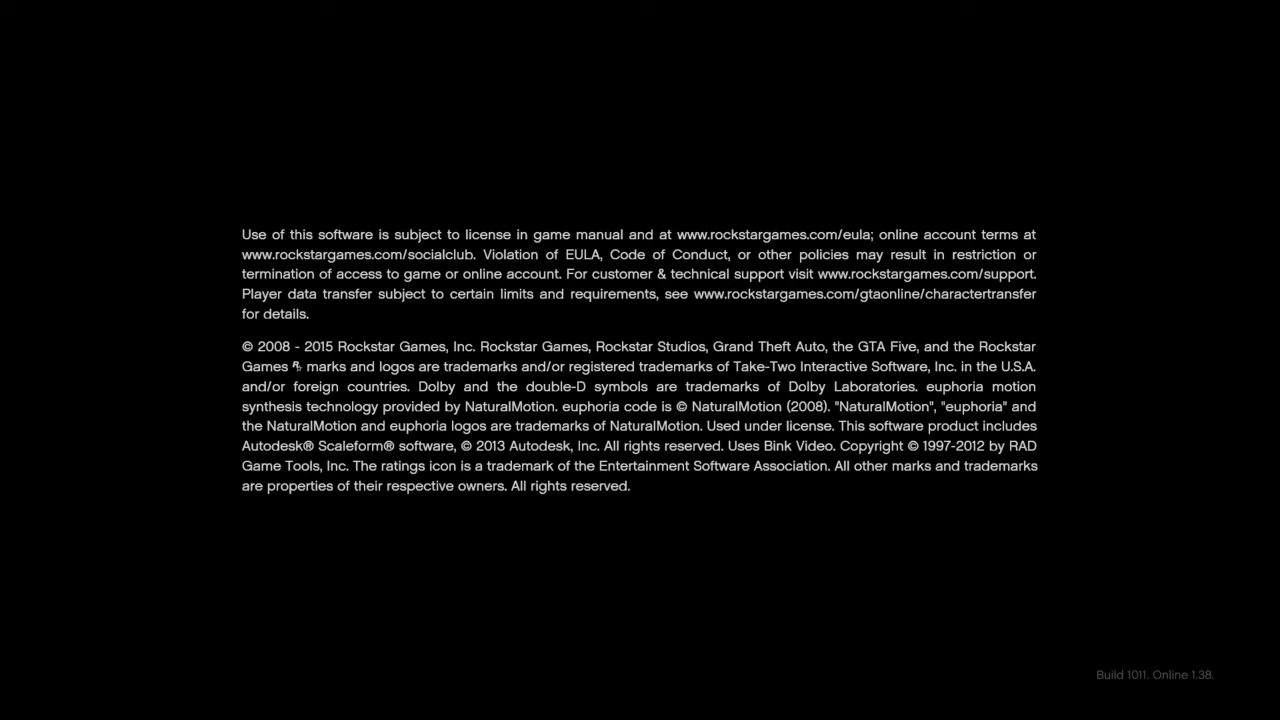 Use of this software is subject to license in game manual and at www.rockstargames.com/eula; online account terms at
www.rockstargames.com/socialclub. Violation of EULA, Code of Conduct, or other policies may result in restriction or
termination of access to game or online account. For customer & technical support visit www.rockstargames.com/support.
Player data transfer subject to certain limits and requirements, see www.rockstargames.com/gtaonline/charactertransfer
for details.
© 2008 - 2015 Rockstar Games, Inc. Rockstar Games, Rockstar Studios, Grand Theft Auto, the GTA Five, and the Rockstar
Games R* marks and logos are trademarks and/or registered trademarks of Take-Two Interactive Software, Inc. in the U.S.A.
and/or foreign countries. Dolby and the double-D symbols are trademarks of Dolby Laboratories. euphoria motion
synthesis technology provided by NaturalMotion. euphoria code is © NaturalMotion (2008). "NaturalMotion", "euphoria" and
the NaturalMotion and euphoria logos are trademarks of NaturalMotion. Used under license. This software product includes
Autodesk® Scaleform® software, © 2013 Autodesk, Inc. All rights reserved. Uses Bink Video. Copyright © 1997-2012 by RAD
Game Tools, Inc. The ratings icon is a trademark of the Entertainment Software Association. All other marks and trademarks
are properties of their respective owners. All rights reserved.
Build 1011. Online 1.38.